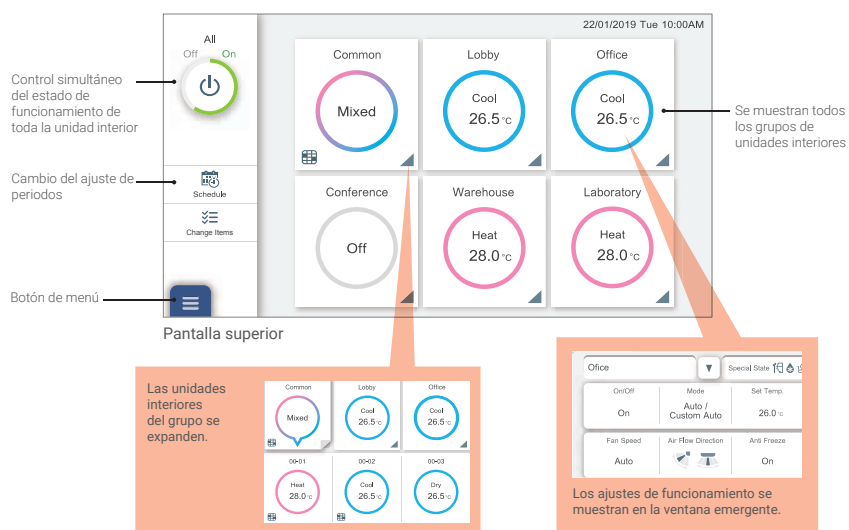 22/01/2019 Tue 10:00AM
All
Off On
Control simultáneo
del estado de
funcionamiento de
toda la unidad interior
Cambio del ajuste de
periodos
Schedule
Change Items
Botón de menú
Common
Mixed
Lobby
Cool
26.5 °C
Office
Cool
26.5 °C
Se muestran todos
los grupos de
unidades interiores
Conference
Off
Warehouse
Heat
28.0 °C
Laboratory
Heat
28.0 °C
Pantalla superior
Las unidades
interiores
del grupo se
expanden.
Common
Mixed
Lobby
Cool
26.5 °C
Office
Cool
26.5 °C
00-01
Heat
28.0 °C
00-02
Cool
26.5 °C
00-03
Dry
26.5 °C
Ofice
Special State
On/Off
On
Mode
Auto /
Custom Auto
Set Temp.
26.0 °C
Fan Speed
Auto
Air Flow Direction
Anti Freeze
On
Los ajustes de funcionamiento se
muestran en la ventana emergente.